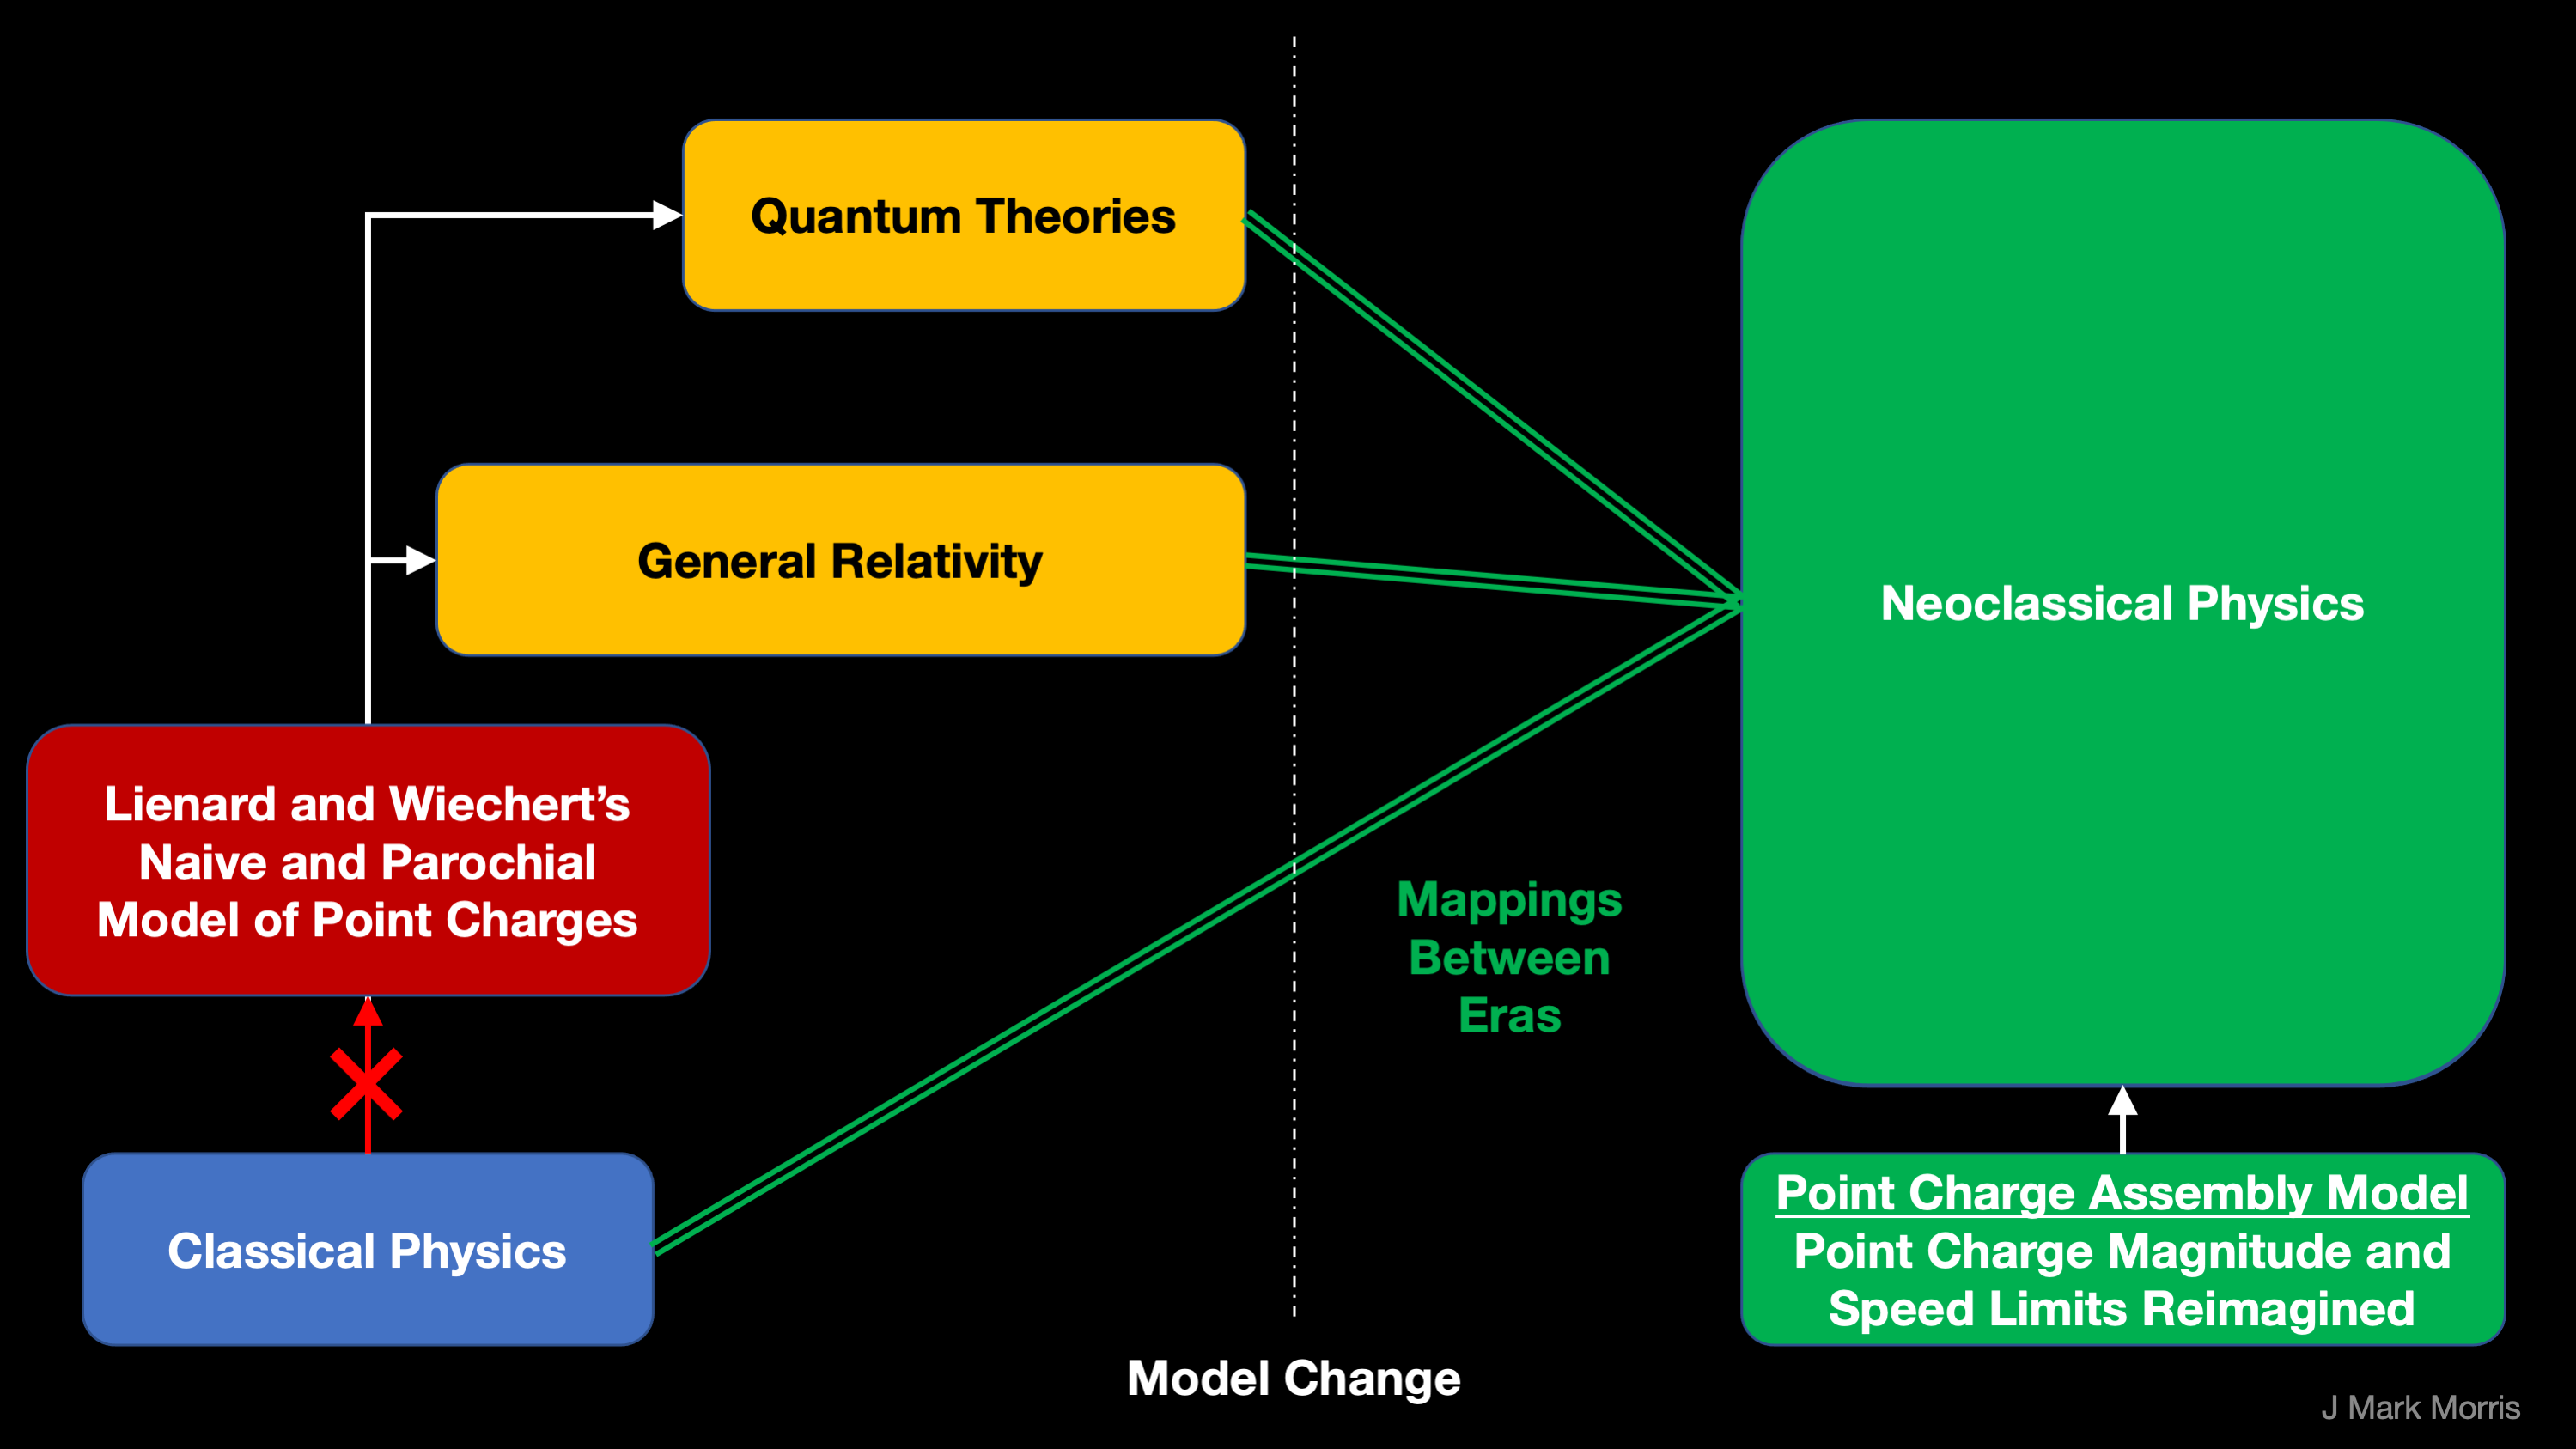 Quantum Theories
General Relativity
Neoclassical Physics
Lienard and Wiechert’s
Naive and Parochial
Model of Point Charges
Mappings
Between
Eras
Classical Physics
Point Charge Assembly Model
Point Charge Magnitude and
Speed Limits Reimagined
Model Change
J Mark Morris